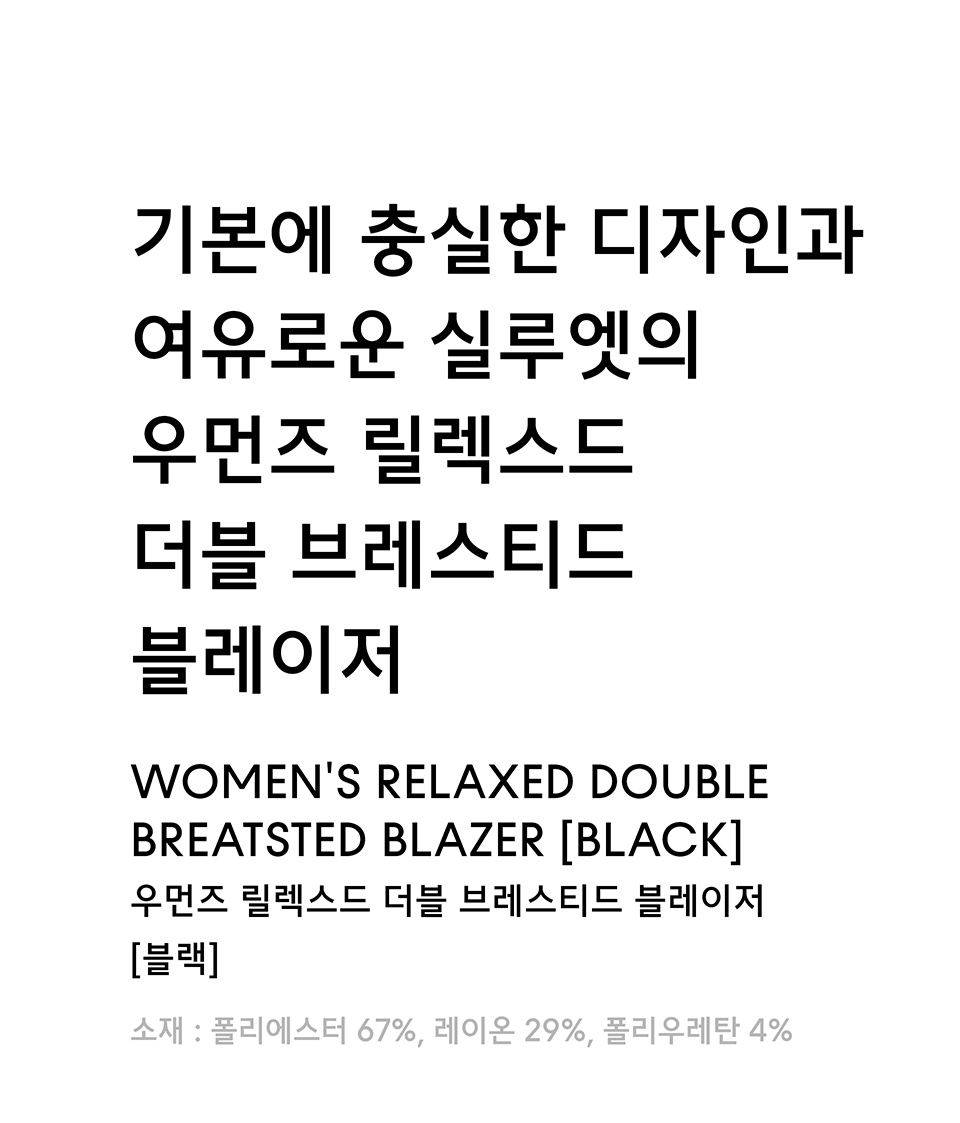 기본에 충실한 디자인과
여유로운 실루엣의
우먼즈 릴렉스드
더블 브레스티드
블레이저
WOMEN'S RELAXED DOUBLE
BREATSTED BLAZER [BLACK]
우먼즈 릴렉스드 더블 브레스티드 블레이저
[블랙]
소재 : 폴리에스터 67%, 레이온 29%, 폴리우레탄 4%